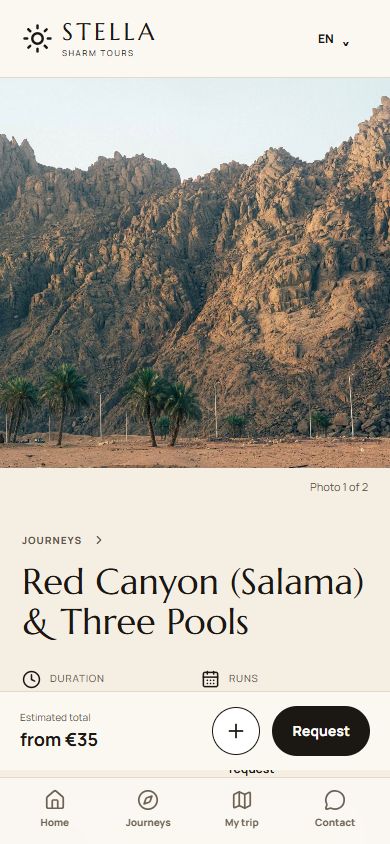 STELLA
SHARM TOURS
EN
Photo 1 of 2
JOURNEYS
Red Canyon (Salama)
& Three Pools
DURATION
RUNS
Estimated total
from €35
Request
request
Home
Journeys
My trip
Contact